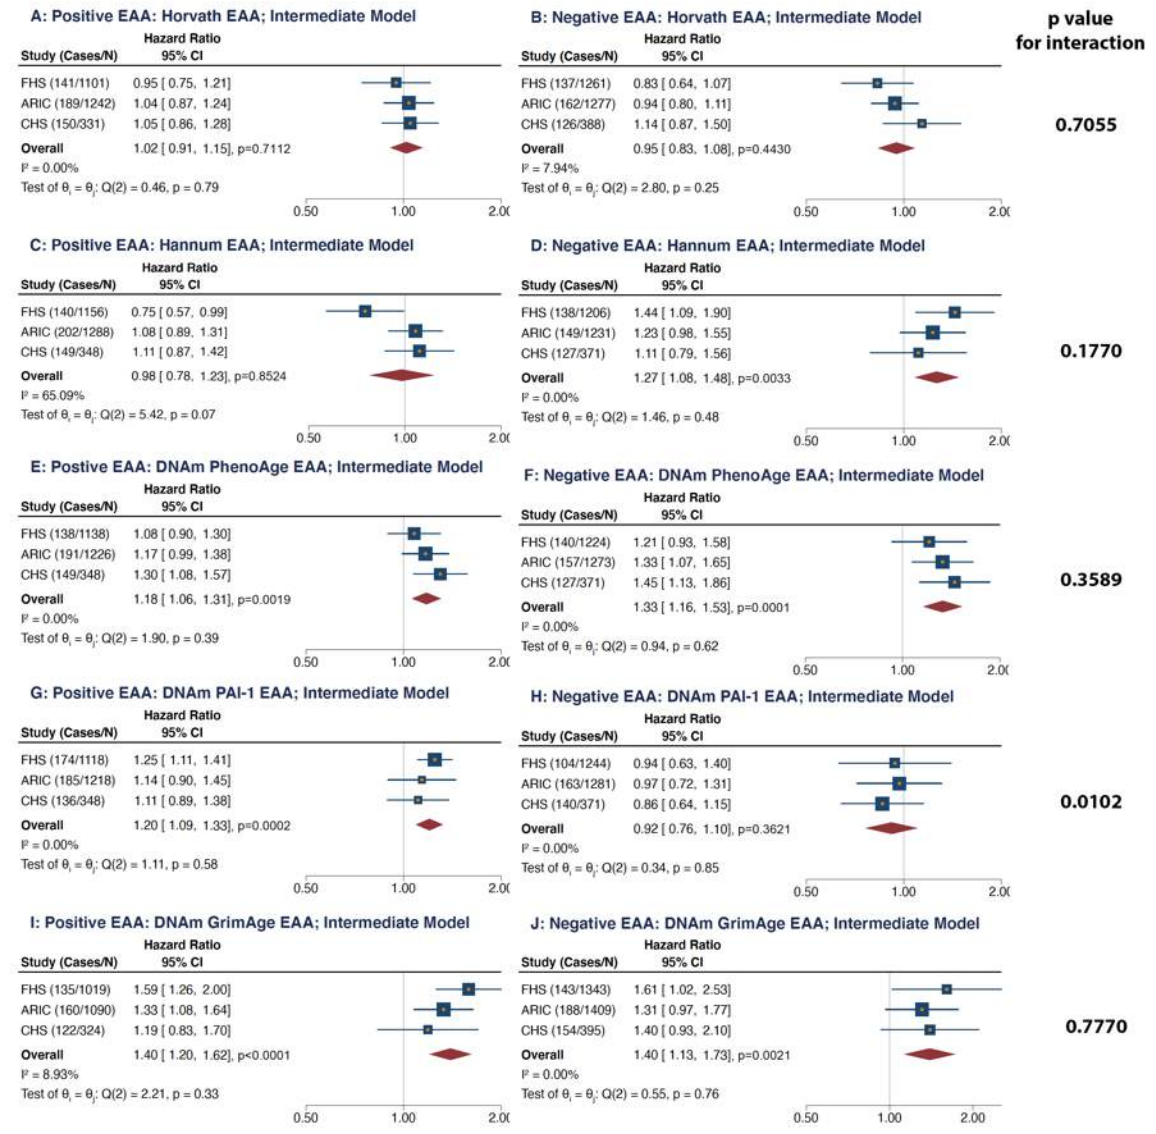 A: Positive EAA: Horvath EAA; Intermediate Model
Hazard Ratio
Study (Cases/N) 95% CI
FHS (141/1101) 0.95 [ 0.75, 1.21]
ARIC (189/1242) 1.04 [ 0.87, 1.24]
CHS (150/331) 1.05 [ 0.86, 1.28]
Overall 1.02 [ 0.91, 1.15], p=0.7112
I² = 0.00%
Test of θᵢ = θⱼ: Q(2) = 0.46, p = 0.79
0.50 1.00 2.0(
B: Negative EAA: Horvath EAA; Intermediate Model
Hazard Ratio
Study (Cases/N) 95% CI
FHS (137/1261) 0.83 [ 0.64, 1.07]
ARIC (162/1277) 0.94 [ 0.80, 1.11]
CHS (126/388) 1.14 [ 0.87, 1.50]
Overall 0.95 [ 0.83, 1.08], p=0.4430
I² = 7.94%
Test of θᵢ = θⱼ: Q(2) = 2.80, p = 0.25
0.50 1.00 2.0(
p value
for interaction
0.7055
C: Positive EAA: Hannum EAA; Intermediate Model
Hazard Ratio
Study (Cases/N) 95% CI
FHS (140/1156) 0.75 [ 0.57, 0.99]
ARIC (202/1288) 1.08 [ 0.89, 1.31]
CHS (149/348) 1.11 [ 0.87, 1.42]
Overall 0.98 [ 0.78, 1.23], p=0.8524
I² = 65.09%
Test of θᵢ = θⱼ: Q(2) = 5.42, p = 0.07
0.50 1.00 2.0(
D: Negative EAA: Hannum EAA; Intermediate Model
Hazard Ratio
Study (Cases/N) 95% CI
FHS (138/1206) 1.44 [ 1.09, 1.90]
ARIC (149/1231) 1.23 [ 0.98, 1.55]
CHS (127/371) 1.11 [ 0.79, 1.56]
Overall 1.27 [ 1.08, 1.48], p=0.0033
I² = 0.00%
Test of θᵢ = θⱼ: Q(2) = 1.46, p = 0.48
0.50 1.00 2.0(
0.1770
E: Postive EAA: DNAm PhenoAge EAA; Intermediate Model
Hazard Ratio
Study (Cases/N) 95% CI
FHS (138/1138) 1.08 [ 0.90, 1.30]
ARIC (191/1226) 1.17 [ 0.99, 1.38]
CHS (149/348) 1.30 [ 1.08, 1.57]
Overall 1.18 [ 1.06, 1.31], p=0.0019
I² = 0.00%
Test of θᵢ = θⱼ: Q(2) = 1.90, p = 0.39
0.50 1.00 2.0(
F: Negative EAA: DNAm PhenoAge EAA; Intermediate Model
Hazard Ratio
Study (Cases/N) 95% CI
FHS (140/1224) 1.21 [ 0.93, 1.58]
ARIC (157/1273) 1.33 [ 1.07, 1.65]
CHS (127/371) 1.45 [ 1.13, 1.86]
Overall 1.33 [ 1.16, 1.53], p=0.0001
I² = 0.00%
Test of θᵢ = θⱼ: Q(2) = 0.94, p = 0.62
0.50 1.00 2.0(
0.3589
G: Positive EAA: DNAm PAI-1 EAA; Intermediate Model
Hazard Ratio
Study (Cases/N) 95% CI
FHS (174/1118) 1.25 [ 1.11, 1.41]
ARIC (185/1218) 1.14 [ 0.90, 1.45]
CHS (136/348) 1.11 [ 0.89, 1.38]
Overall 1.20 [ 1.09, 1.33], p=0.0002
I² = 0.00%
Test of θᵢ = θⱼ: Q(2) = 1.11, p = 0.58
0.50 1.00 2.0(
H: Negative EAA: DNAm PAI-1 EAA; Intermediate Model
Hazard Ratio
Study (Cases/N) 95% CI
FHS (104/1244) 0.94 [ 0.63, 1.40]
ARIC (163/1281) 0.97 [ 0.72, 1.31]
CHS (140/371) 0.86 [ 0.64, 1.15]
Overall 0.92 [ 0.76, 1.10], p=0.3621
I² = 0.00%
Test of θᵢ = θⱼ: Q(2) = 0.34, p = 0.85
0.50 1.00 2.0(
0.0102
I: Positive EAA: DNAm GrimAge EAA; Intermediate Model
Hazard Ratio
Study (Cases/N) 95% CI
FHS (135/1019) 1.59 [ 1.26, 2.00]
ARIC (160/1090) 1.33 [ 1.08, 1.64]
CHS (122/324) 1.19 [ 0.83, 1.70]
Overall 1.40 [ 1.20, 1.62], p<0.0001
I² = 8.93%
Test of θᵢ = θⱼ: Q(2) = 2.21, p = 0.33
0.50 1.00 2.0(
J: Negative EAA: DNAm GrimAge EAA; Intermediate Model
Hazard Ratio
Study (Cases/N) 95% CI
FHS (143/1343) 1.61 [ 1.02, 2.53]
ARIC (188/1409) 1.31 [ 0.97, 1.77]
CHS (154/395) 1.40 [ 0.93, 2.10]
Overall 1.40 [ 1.13, 1.73], p=0.0021
I² = 0.00%
Test of θᵢ = θⱼ: Q(2) = 0.55, p = 0.76
0.50 1.00 2.00
0.7770